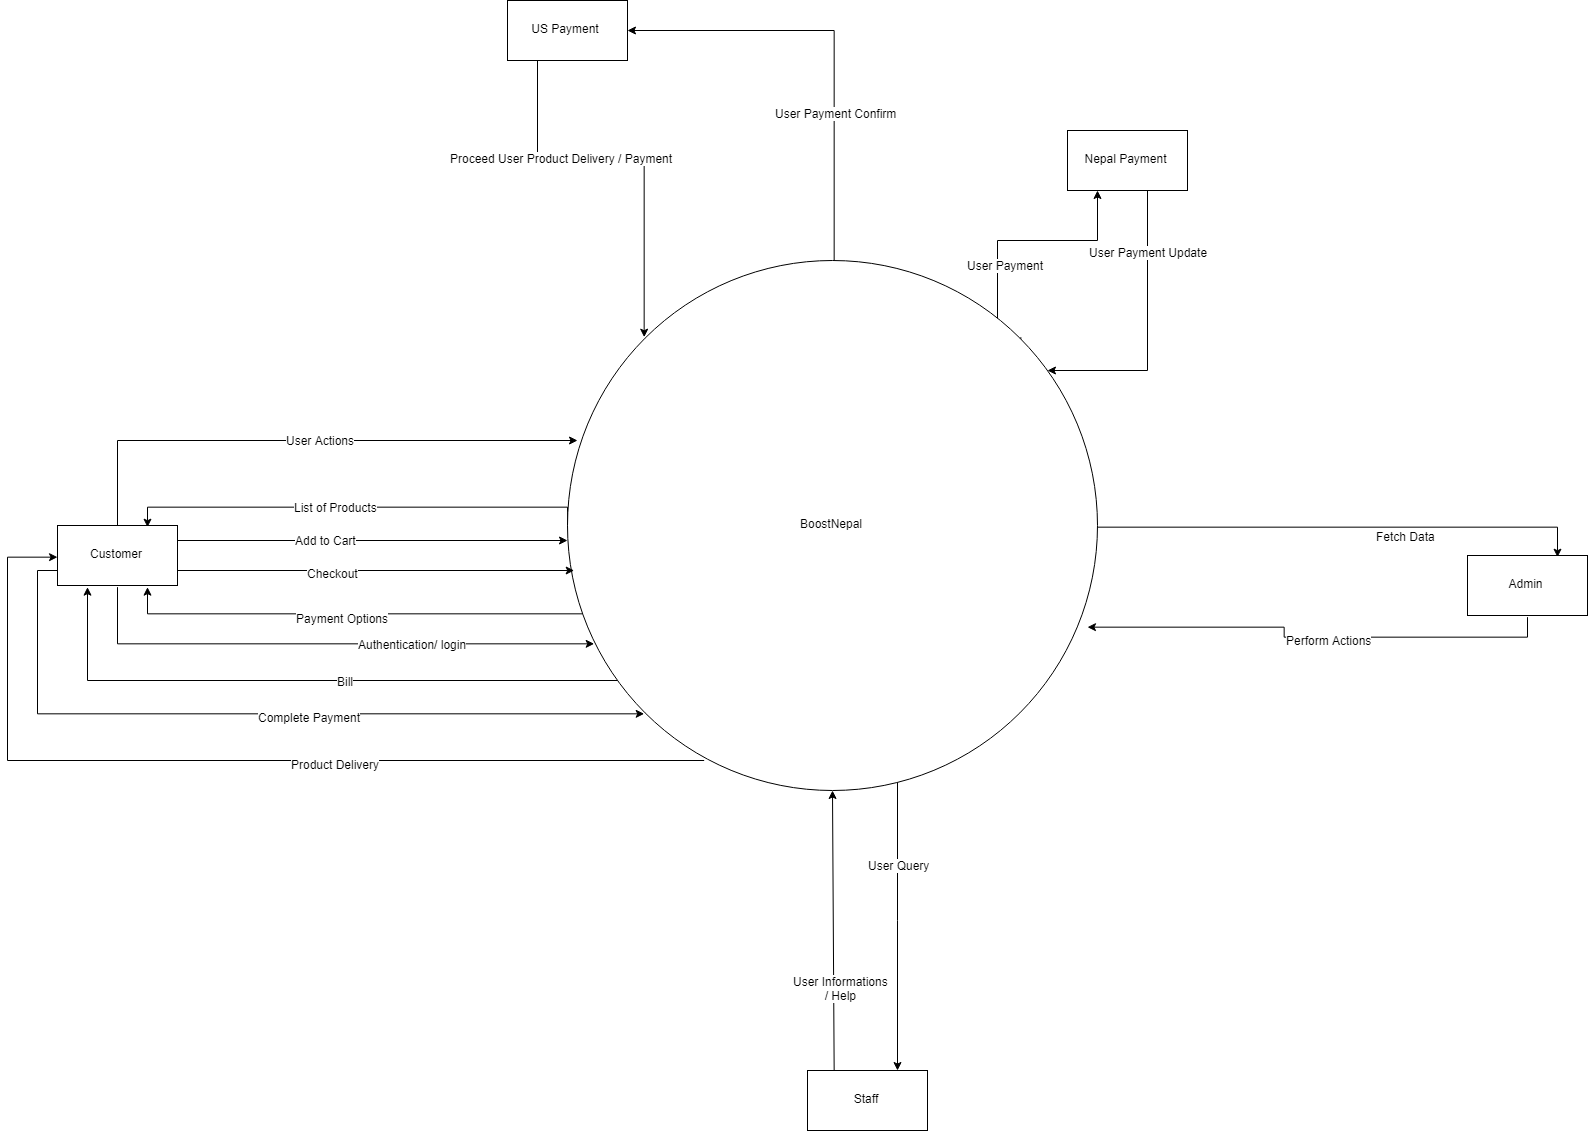 US Payment
User Payment Confirm
Proceed User Product Delivery / Payment
Nepal Payment
User Payment Update
User Payment
User Actions
List of Products
BoostNepal
Add to Cart
Fetch Data
Customer
Checkout
Admin
Payment Options
Perform Actions
Authentication/ login
Bill
Complete Payment
Product Delivery
User Query
User Informations
/ Help
Staff